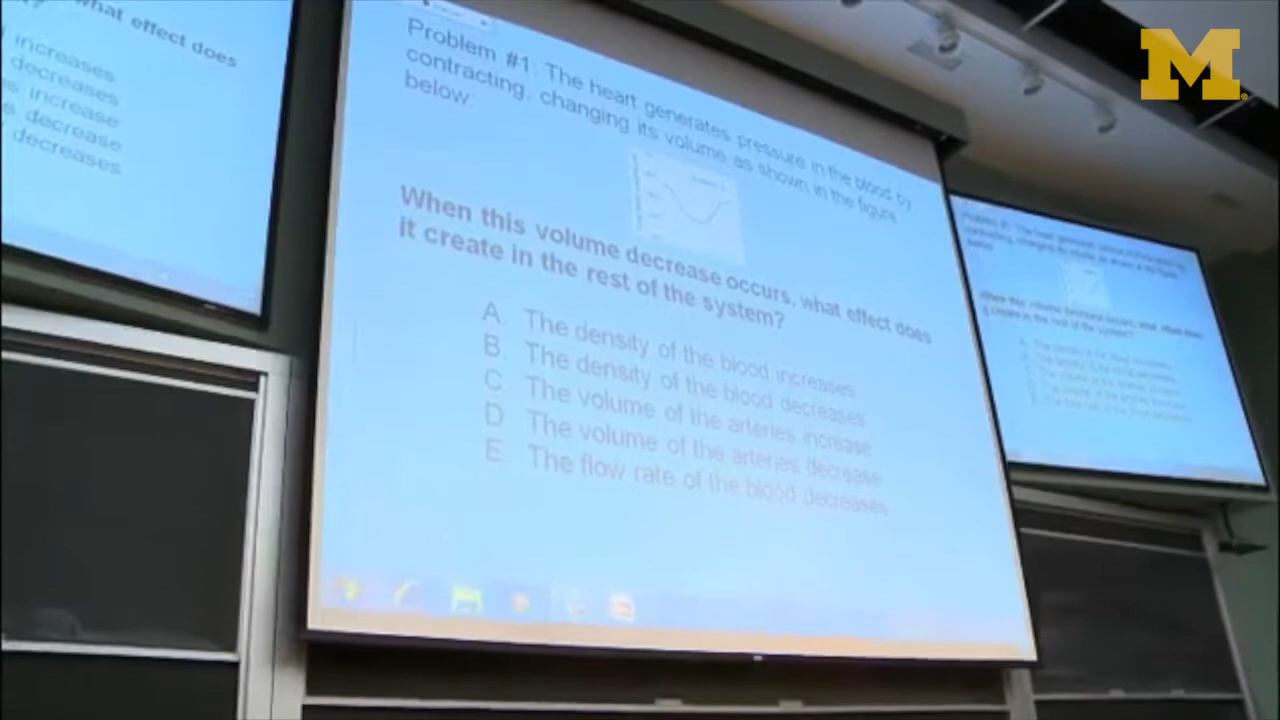 what effect does
increases
decreases
increase
decrease
decreases
Problem #1: The heart generates pressure in the blood by
contracting, changing its volume as shown in the figure
below:
When this volume decrease occurs, what effect does
it create in the rest of the system?
A. The density of the blood increases
B. The density of the blood decreases
C. The volume of the arteries increase
D. The volume of the arteries decrease
E. The flow rate of the blood decreases
M